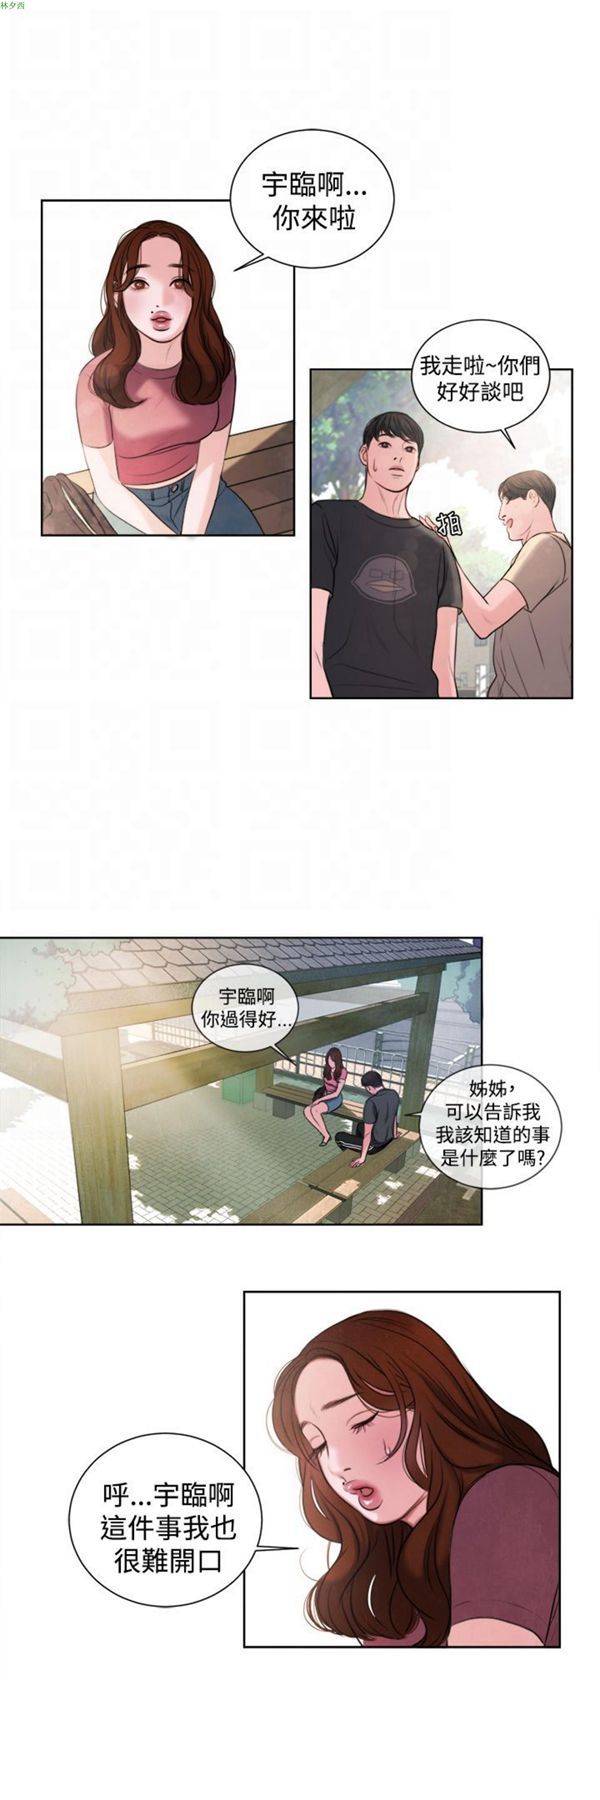 林夕西
宇臨啊...
你來啦
我走啦~你們
好好談吧
拍
宇臨啊
你過得好...
姊姊，
可以告訴我
我該知道的事
是什麼了嗎?
呼...宇臨啊
這件事我也
很難開口